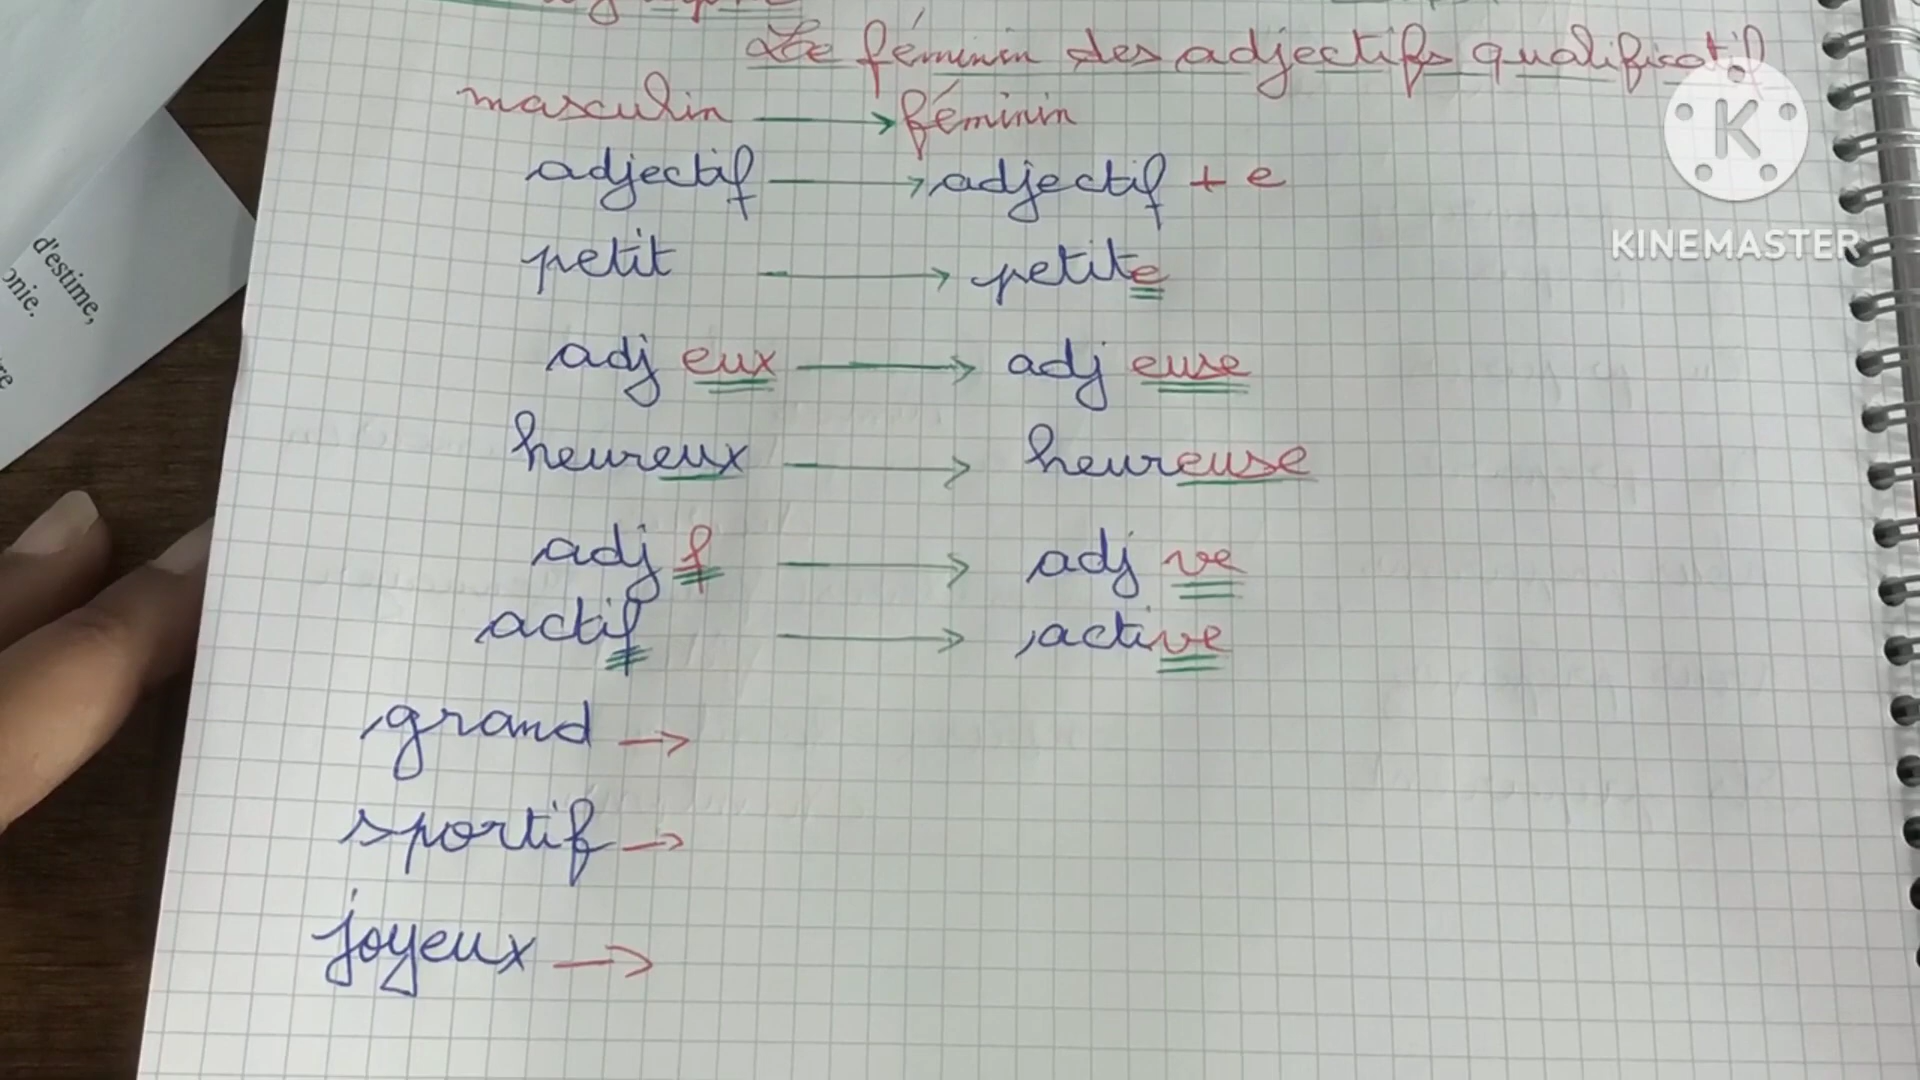 Le féminin des adjectifs qualificatif
masculin → féminin
adjectif → adjectif + e
petit → petite
adj eux → adj euse
heureux → heureuse
adj f → adj ve
actif → active
grand →
sportif →
joyeux →
d'estime,
onie.
re
K
KINEMASTER